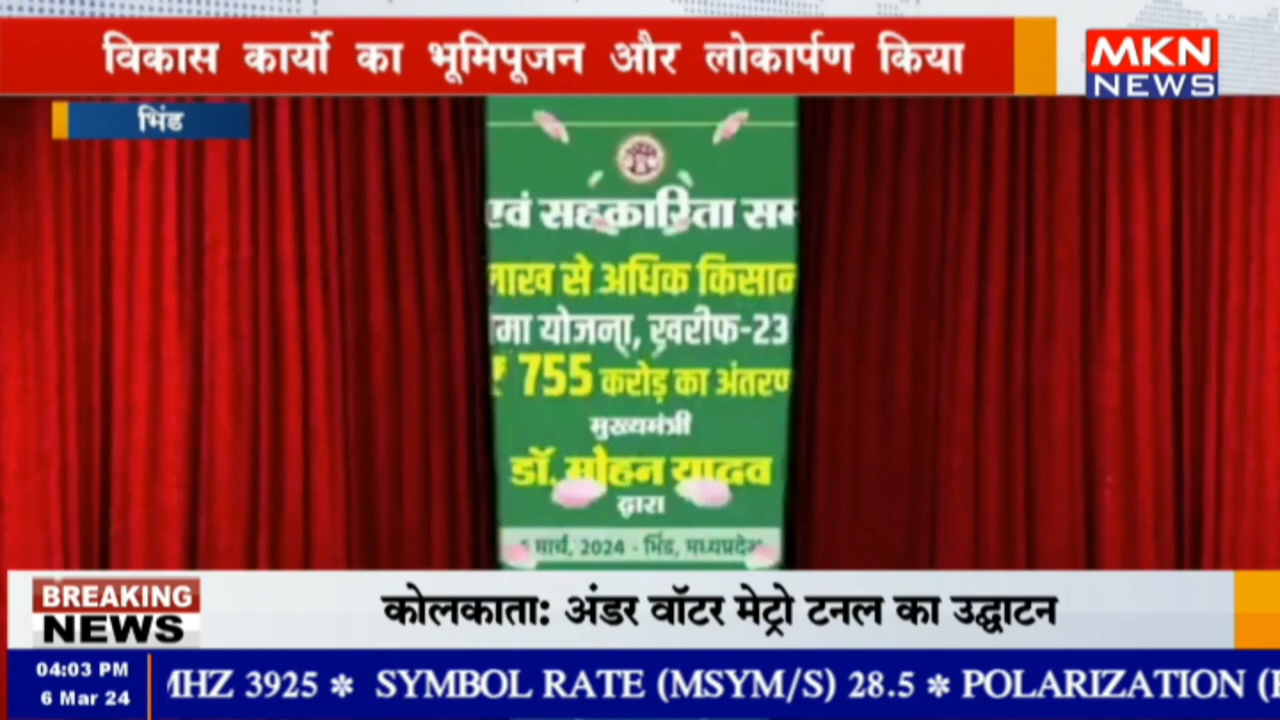 विकास कार्यो का भूमिपूजन और लोकार्पण किया
MKN
NEWS
भिंड
एवं सहकारिता सम
लाख से अधिक किसान
मा योजना, खरीफ-23
₹ 755 करोड़ का अंतरण
मुख्यमंत्री
डॉ. मोहन यादव
द्वारा
मार्च, 2024 - भिंड, मध्यप्रदेश
BREAKING
NEWS
कोलकाता: अंडर वॉटर मेट्रो टनल का उद्घाटन
04:03 PM
6 Mar 24
MHZ 3925 * SYMBOL RATE (MSYM/S) 28.5 * POLARIZATION (